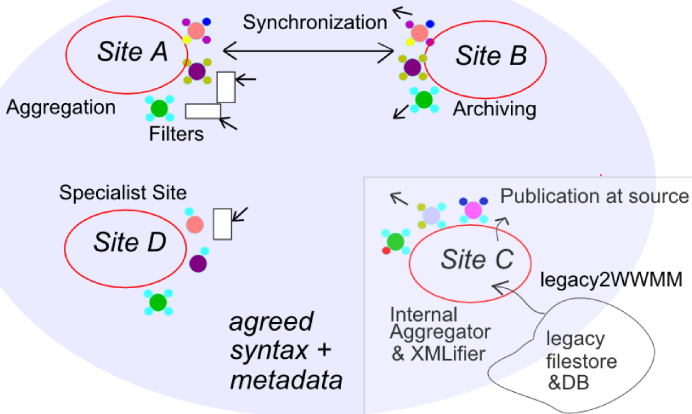 Synchronization
Site A
Site B
Aggregation
Filters
Archiving
Specialist Site
Site D
Publication at source
Site C
legacy2WWMM
Internal
Aggregator
& XMLifier
legacy
filestore
&DB
agreed
syntax +
metadata